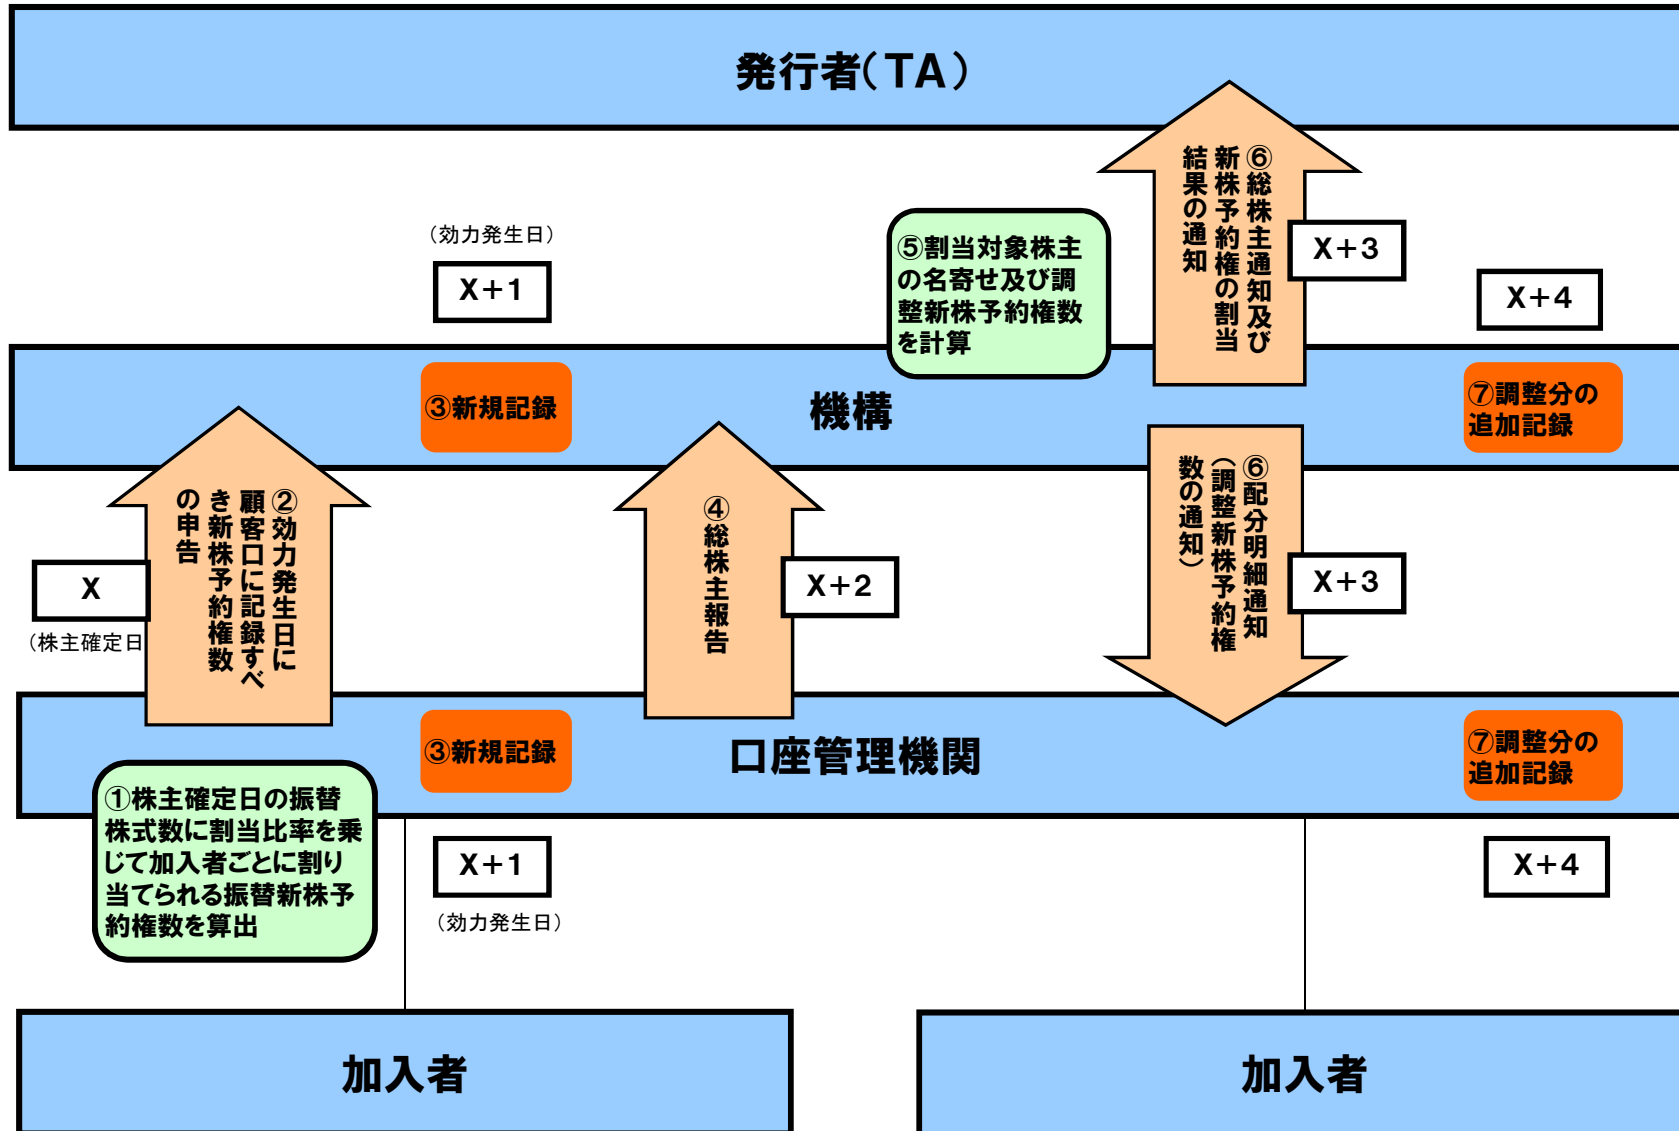 発行者(TA)
⑥総株主通知及び
新株予約権の割当
結果の通知
(効力発生日)
X+1
⑤割当対象株主
の名寄せ及び調
整新株予約権数
を計算
X+3
X+4
③新規記録
機構
⑦調整分の
追加記録
②効力発生日に
顧客口に記録すべ
き新株予約権数
の申告
④総株主報告
⑥配分明細通知
(調整新株予約権
数の通知)
X
(株主確定日
X+2
X+3
③新規記録
口座管理機関
⑦調整分の
追加記録
①株主確定日の振替
株式数に割当比率を乗
じて加入者ごとに割り
当てられる振替新株予
約権数を算出
X+1
(効力発生日)
X+4
加入者
加入者